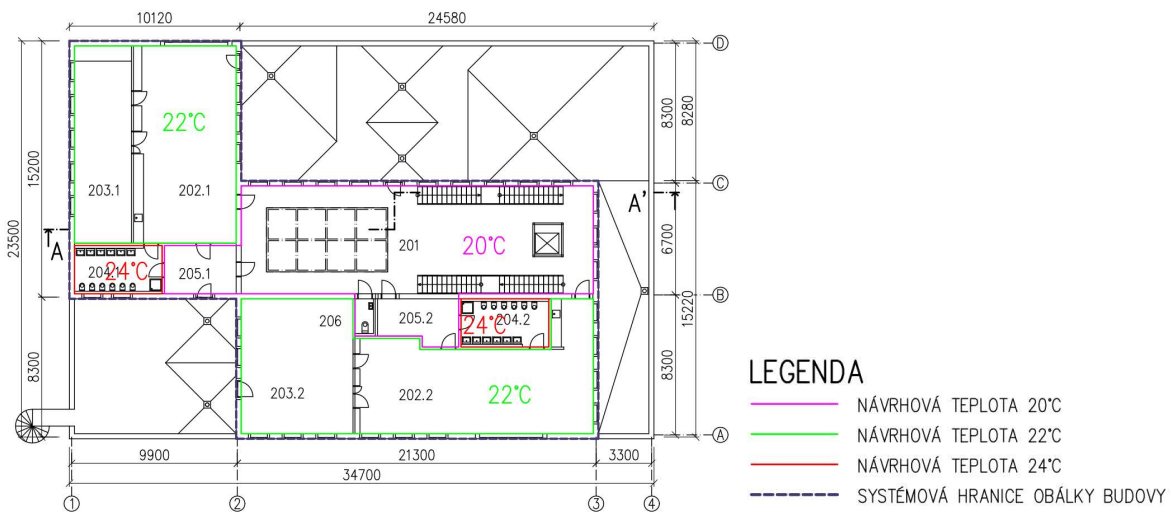 10120
24580
D
22°C
8300
8280
15200
203.1
202.1
C
A'
A
23500
201
20°C
6700
204.1
24°C
205.1
B
206
205.2
24°C
204.2
15220
8300
203.2
202.2
22°C
8300
A
9900
21300
3300
34700
1
2
3
4
LEGENDA
NÁVRHOVÁ TEPLOTA 20°C
NÁVRHOVÁ TEPLOTA 22°C
NÁVRHOVÁ TEPLOTA 24°C
SYSTÉMOVÁ HRANICE OBÁLKY BUDOVY